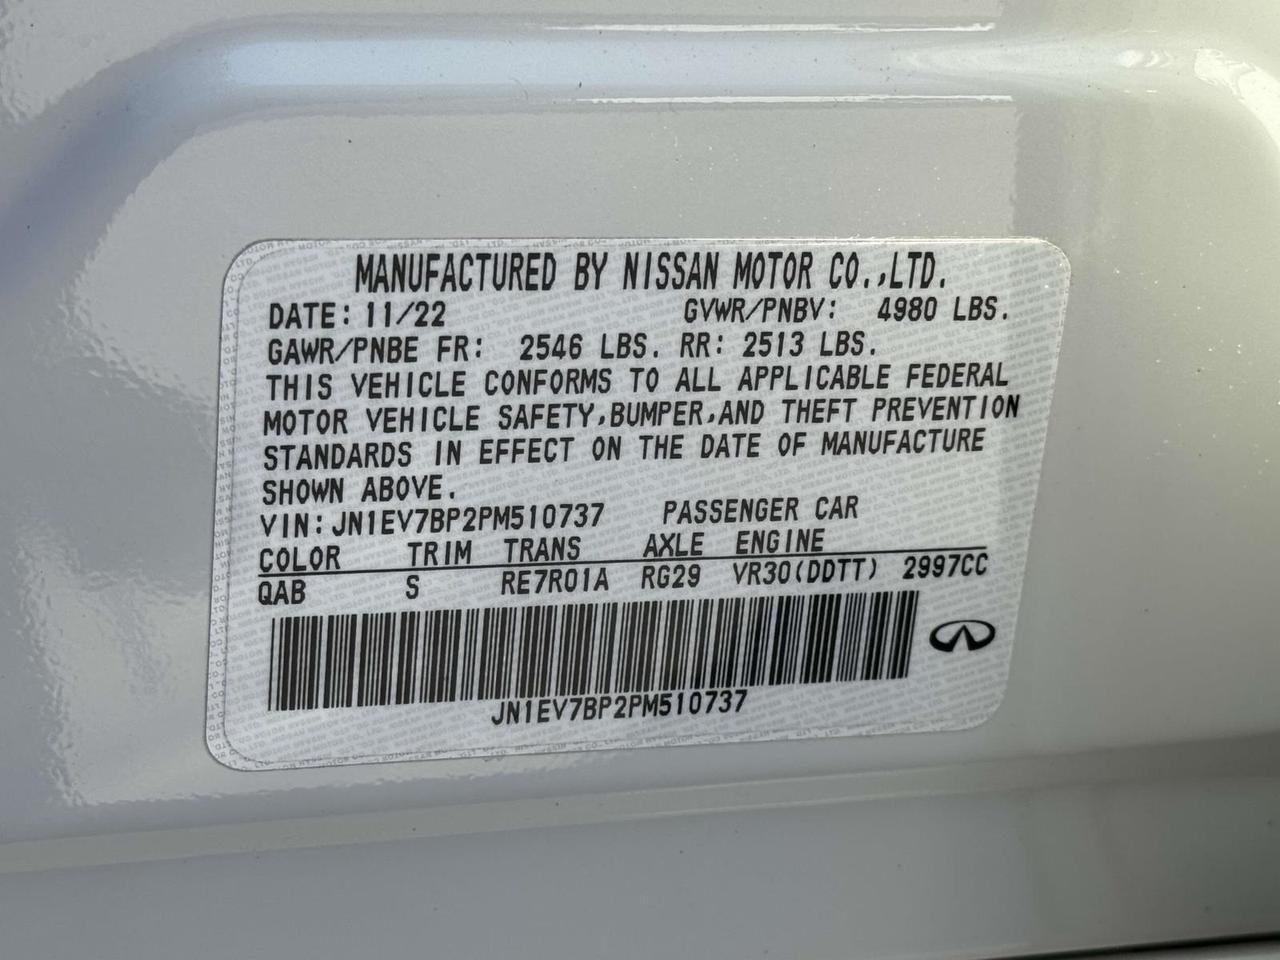 MANUFACTURED BY NISSAN MOTOR CO.,LTD.
DATE: 11/22 GVWR/PNBV: 4980 LBS.
GAWR/PNBE FR: 2546 LBS. RR: 2513 LBS.
THIS VEHICLE CONFORMS TO ALL APPLICABLE FEDERAL
MOTOR VEHICLE SAFETY,BUMPER,AND THEFT PREVENTION
STANDARDS IN EFFECT ON THE DATE OF MANUFACTURE
SHOWN ABOVE.
VIN: JN1EV7BP2PM510737 PASSENGER CAR
COLOR TRIM TRANS AXLE ENGINE
QAB S RE7R01A RG29 VR30(DDTT) 2997CC
JN1EV7BP2PM510737